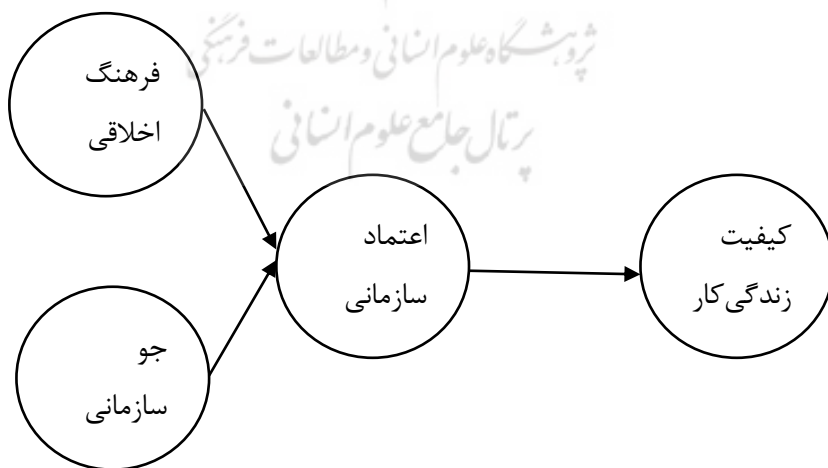 پژوهشگاه علوم انسانی و مطالعات فرهنگی
پرتال جامع علوم انسانی
فرهنگ
اخلاقی
اعتماد
سازمانی
کیفیت
زندگی کار
جو
سازمانی